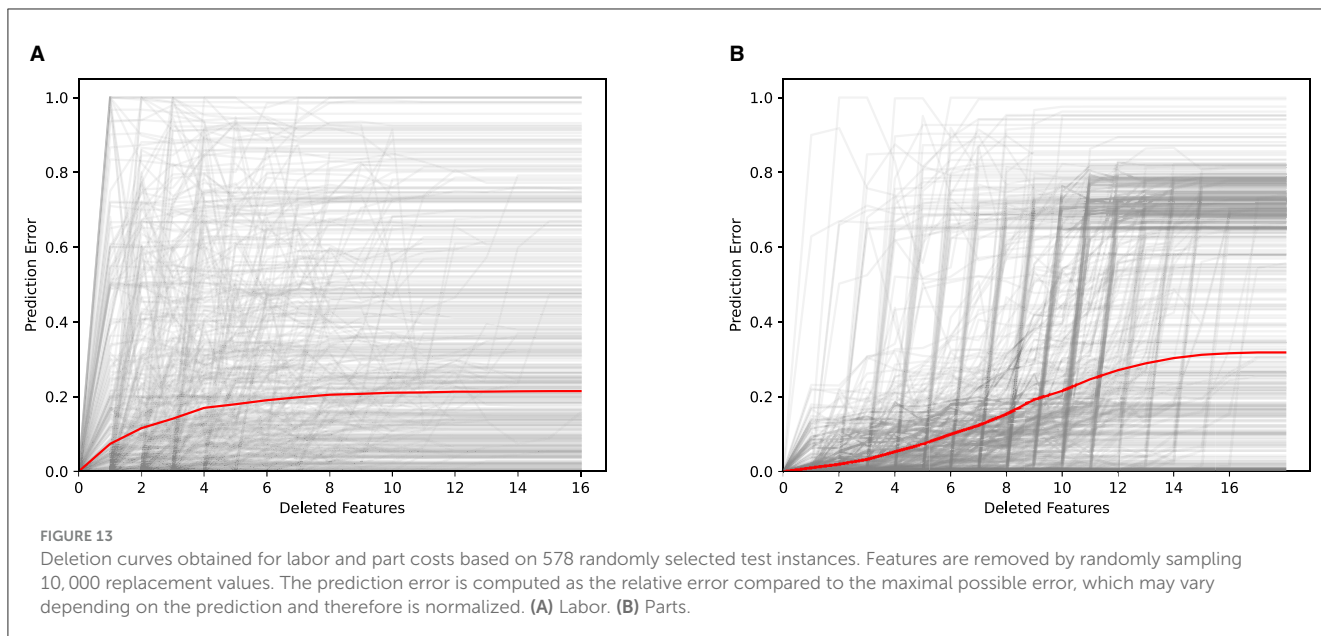 A
B
1.0
0.8
0.6
0.4
0.2
0.0
Prediction Error
0 2 4 6 8 10 12 14 16
Deleted Features
1.0
0.8
0.6
0.4
0.2
0.0
Prediction Error
0 2 4 6 8 10 12 14 16
Deleted Features
FIGURE 13
Deletion curves obtained for labor and part costs based on 578 randomly selected test instances. Features are removed by randomly sampling
10,000 replacement values. The prediction error is computed as the relative error compared to the maximal possible error, which may vary
depending on the prediction and therefore is normalized. (A) Labor. (B) Parts.